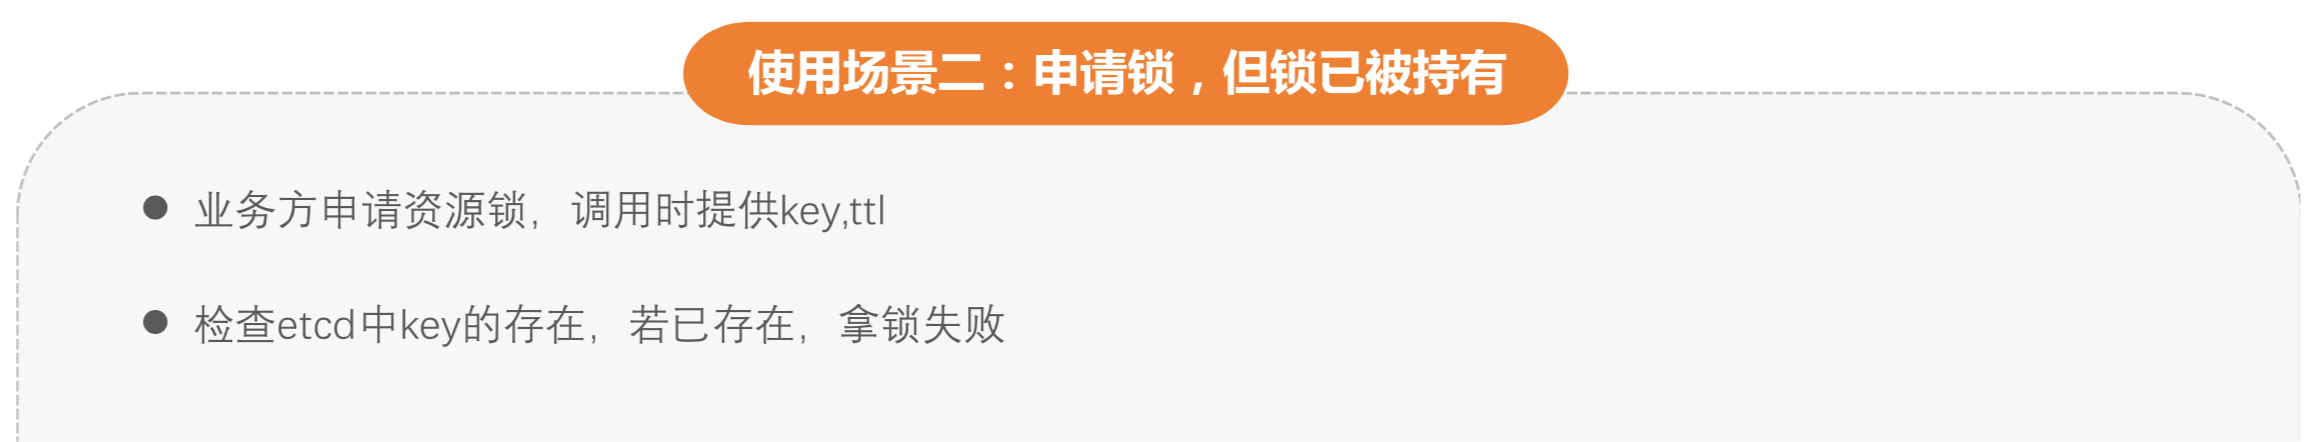 使用场景二：申请锁，但锁已被持有
● 业务方申请资源锁，调用时提供key,ttl
● 检查etcd中key的存在，若已存在，拿锁失败